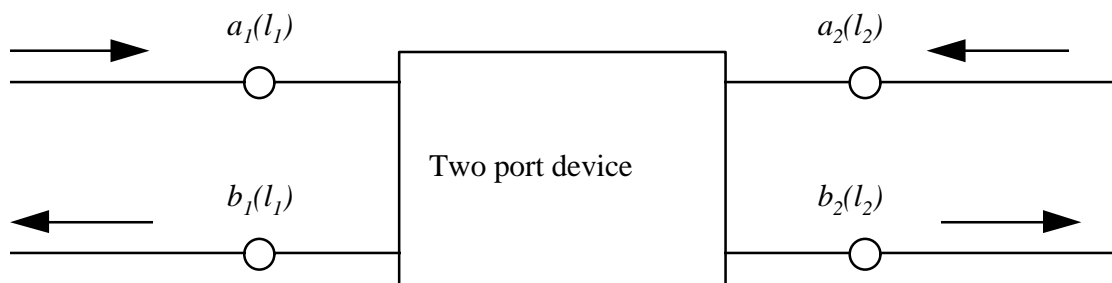 a₁(l₁)
a₂(l₂)
Two port device
b₁(l₁)
b₂(l₂)